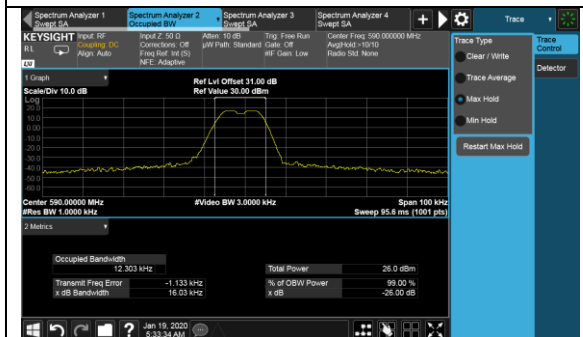 Spectrum Analyzer 1
Swept SA
Spectrum Analyzer 2
Occupied BW
Spectrum Analyzer 3
Swept SA
Spectrum Analyzer 4
Swept SA
+
Trace
KEYSIGHT
RL
LXI
Input: RF
Coupling: DC
Align: Auto
Input Z: 50 Ω
Corrections: Off
Freq Ref: Int (S)
NFE: Adaptive
Atten: 10 dB
µW Path: Standard
Trig: Free Run
Gate: Off
#IF Gain: Low
Center Freq: 590.000000 MHz
Avg|Hold:>10/10
Radio Std: None
1 Graph
Scale/Div 10.0 dB
Ref Lvl Offset 31.00 dB
Ref Value 30.00 dBm
Log
20.0
10.0
0.00
-10.0
-20.0
-30.0
-40.0
-50.0
-60.0
Center 590.00000 MHz
#Res BW 1.0000 kHz
#Video BW 3.0000 kHz
Span 100 kHz
Sweep 95.6 ms (1001 pts)
2 Metrics
Occupied Bandwidth
12.303 kHz
Total Power 26.0 dBm
Transmit Freq Error -1.133 kHz
% of OBW Power 99.00 %
x dB Bandwidth 16.03 kHz
x dB -26.00 dB
?
Jan 19, 2020
5:33:34 AM
Trace Type
Clear / Write
Trace Average
Max Hold
Min Hold
Restart Max Hold
Trace
Control
Detector